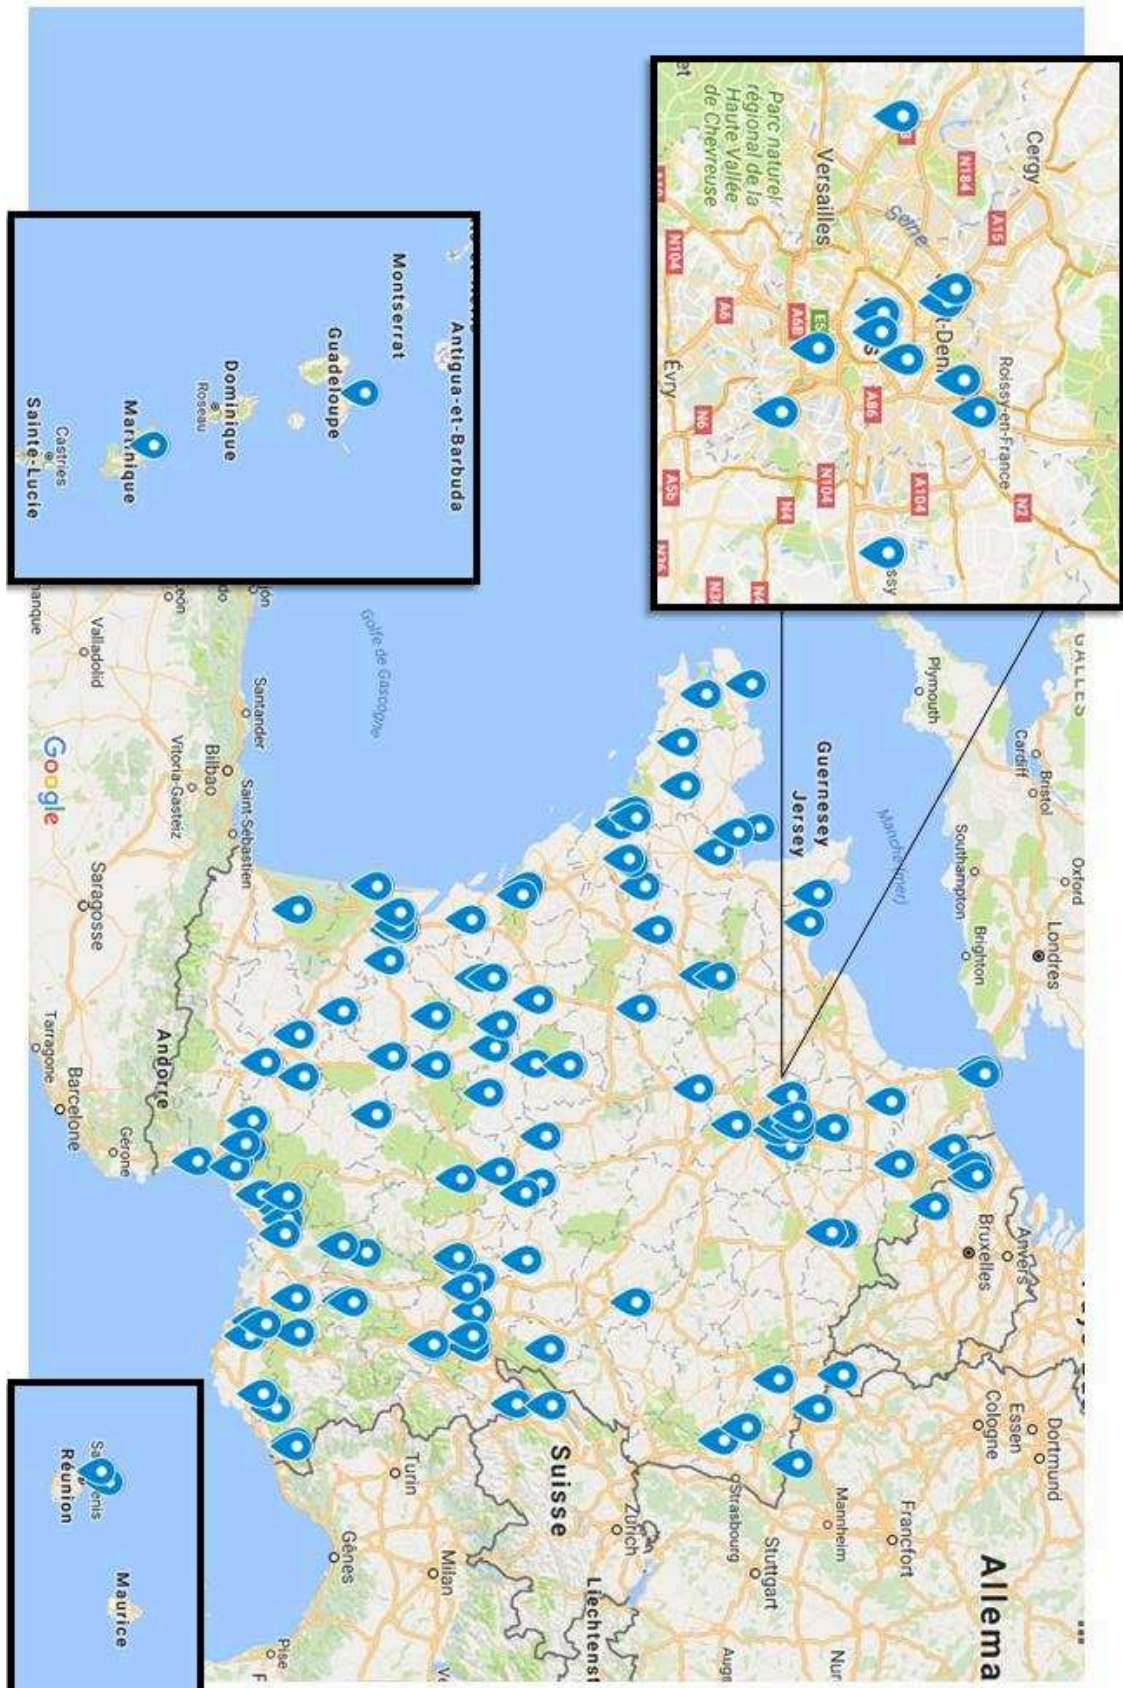 Cergy
N184
A15
Seine
Versailles
Parc naturel
régional de la
Haute Vallée
de Chevreuse
N104
A6
A6B
Évry
N6
A86
Roissy-en-France
A104
N104
N2
N4
A5b
N36
Antigua-et-Barbuda
Montserrat
Guadeloupe
Dominique
Roseau
Castries
Sainte-Lucie
Plymouth
Cardiff
Bristol
Oxford
Londres
Southampton
Brighton
Manche(mer)
Guernesey
Jersey
Golfe de Gascogne
Valladolid
Santander
Bilbao
Vitoria-Gasteiz
Saint-Sébastien
Saragosse
Google
Andorre
Tarragone
Barcelone
Gérone
Anvers
Bruxelles
Dortmund
Essen
Cologne
Allema
Francfort
Mannheim
Strasbourg
Stuttgart
Zurich
Suisse
Liechtenst
Turin
Milan
Gênes
Pise
Réunion
Maurice